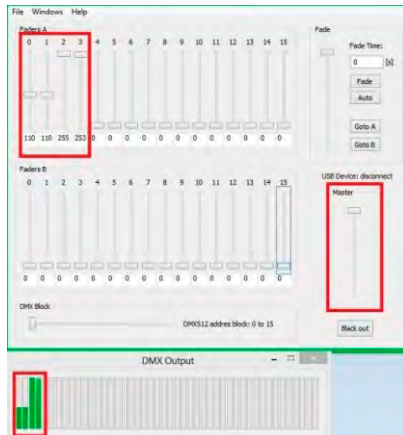 File Windows Help
Faders A
0 1 2 3 4 5 6 7 8 9 10 11 12 13 14 15
110 110 255 253 0 0 0 0 0 0 0 0 0 0 0 0
Fade
Fade Time:
0 [s]
Fade
Auto
Goto A
Goto B
Faders B
0 1 2 3 4 5 6 7 8 9 10 11 12 13 14 15
0 0 0 0 0 0 0 0 0 0 0 0 0 0 0 0
USB Device: disconnect
Master
Black out
DMX Block
DMX512 addres block: 0 to 15
DMX Output